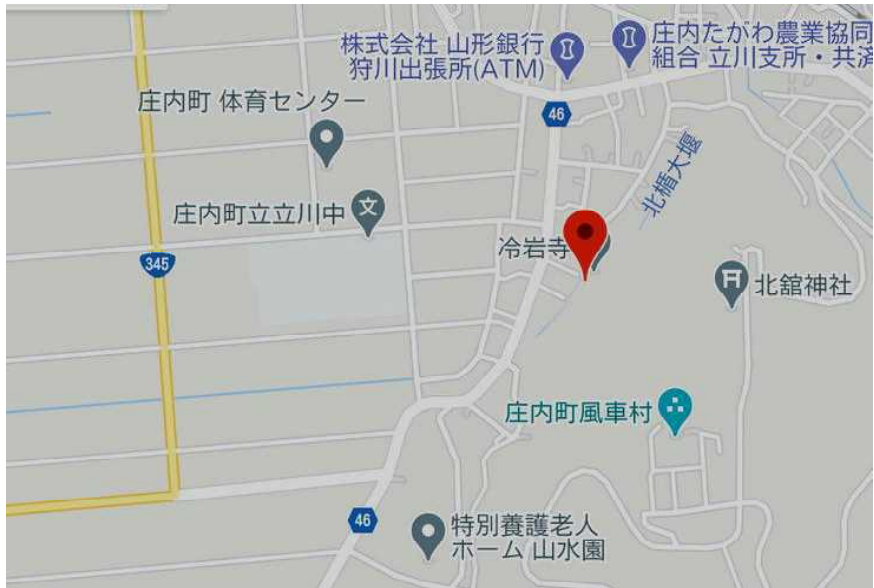 株式会社 山形銀行
狩川出張所(ATM)
庄内たがわ農業協同
組合 立川支所・共済
庄内町 体育センター
46
北楯大堰
庄内町立立川中
文
冷岩寺
345
北舘神社
庄内町風車村
46
特別養護老人
ホーム 山水園